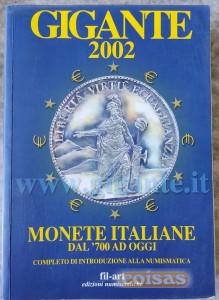 GIGANTE
2002
LIBERTA' VIRTU' EGUAGLIANZA
MONETE ITALIANE
DAL '700 AD OGGI
COMPLETO DI INTRODUZIONE ALLA NUMISMATICA
fil-art
edizioni numismatiche
coisas